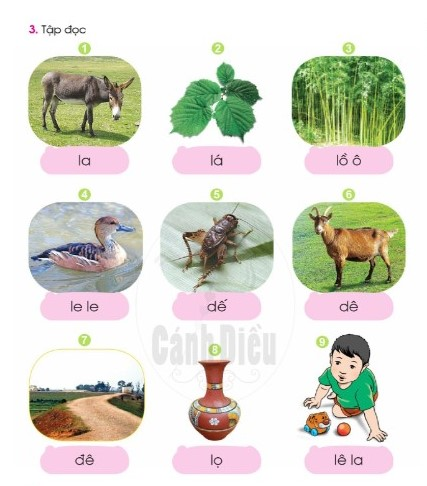 3. Tập đọc
1 2 3
la lá lồ ô
4 5 6
le le dế dê
Cánh Diều
7 8 9
đê lọ lê la